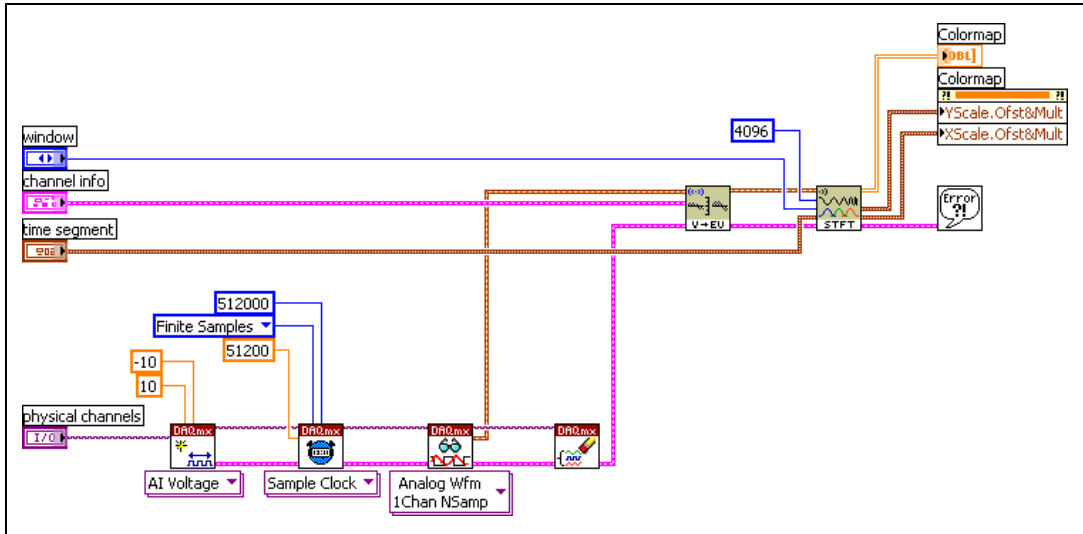 Colormap
[DBL]
Colormap
?! ?!
YScale.Ofst&Mult
XScale.Ofst&Mult
4096
window
channel info
time segment
V→EU
STFT
Error
?!
512000
Finite Samples
51200
-10
10
physical channels
I/O
DAQmx
DAQmx
DAQmx
DAQmx
AI Voltage
Sample Clock
Analog Wfm
1Chan NSamp